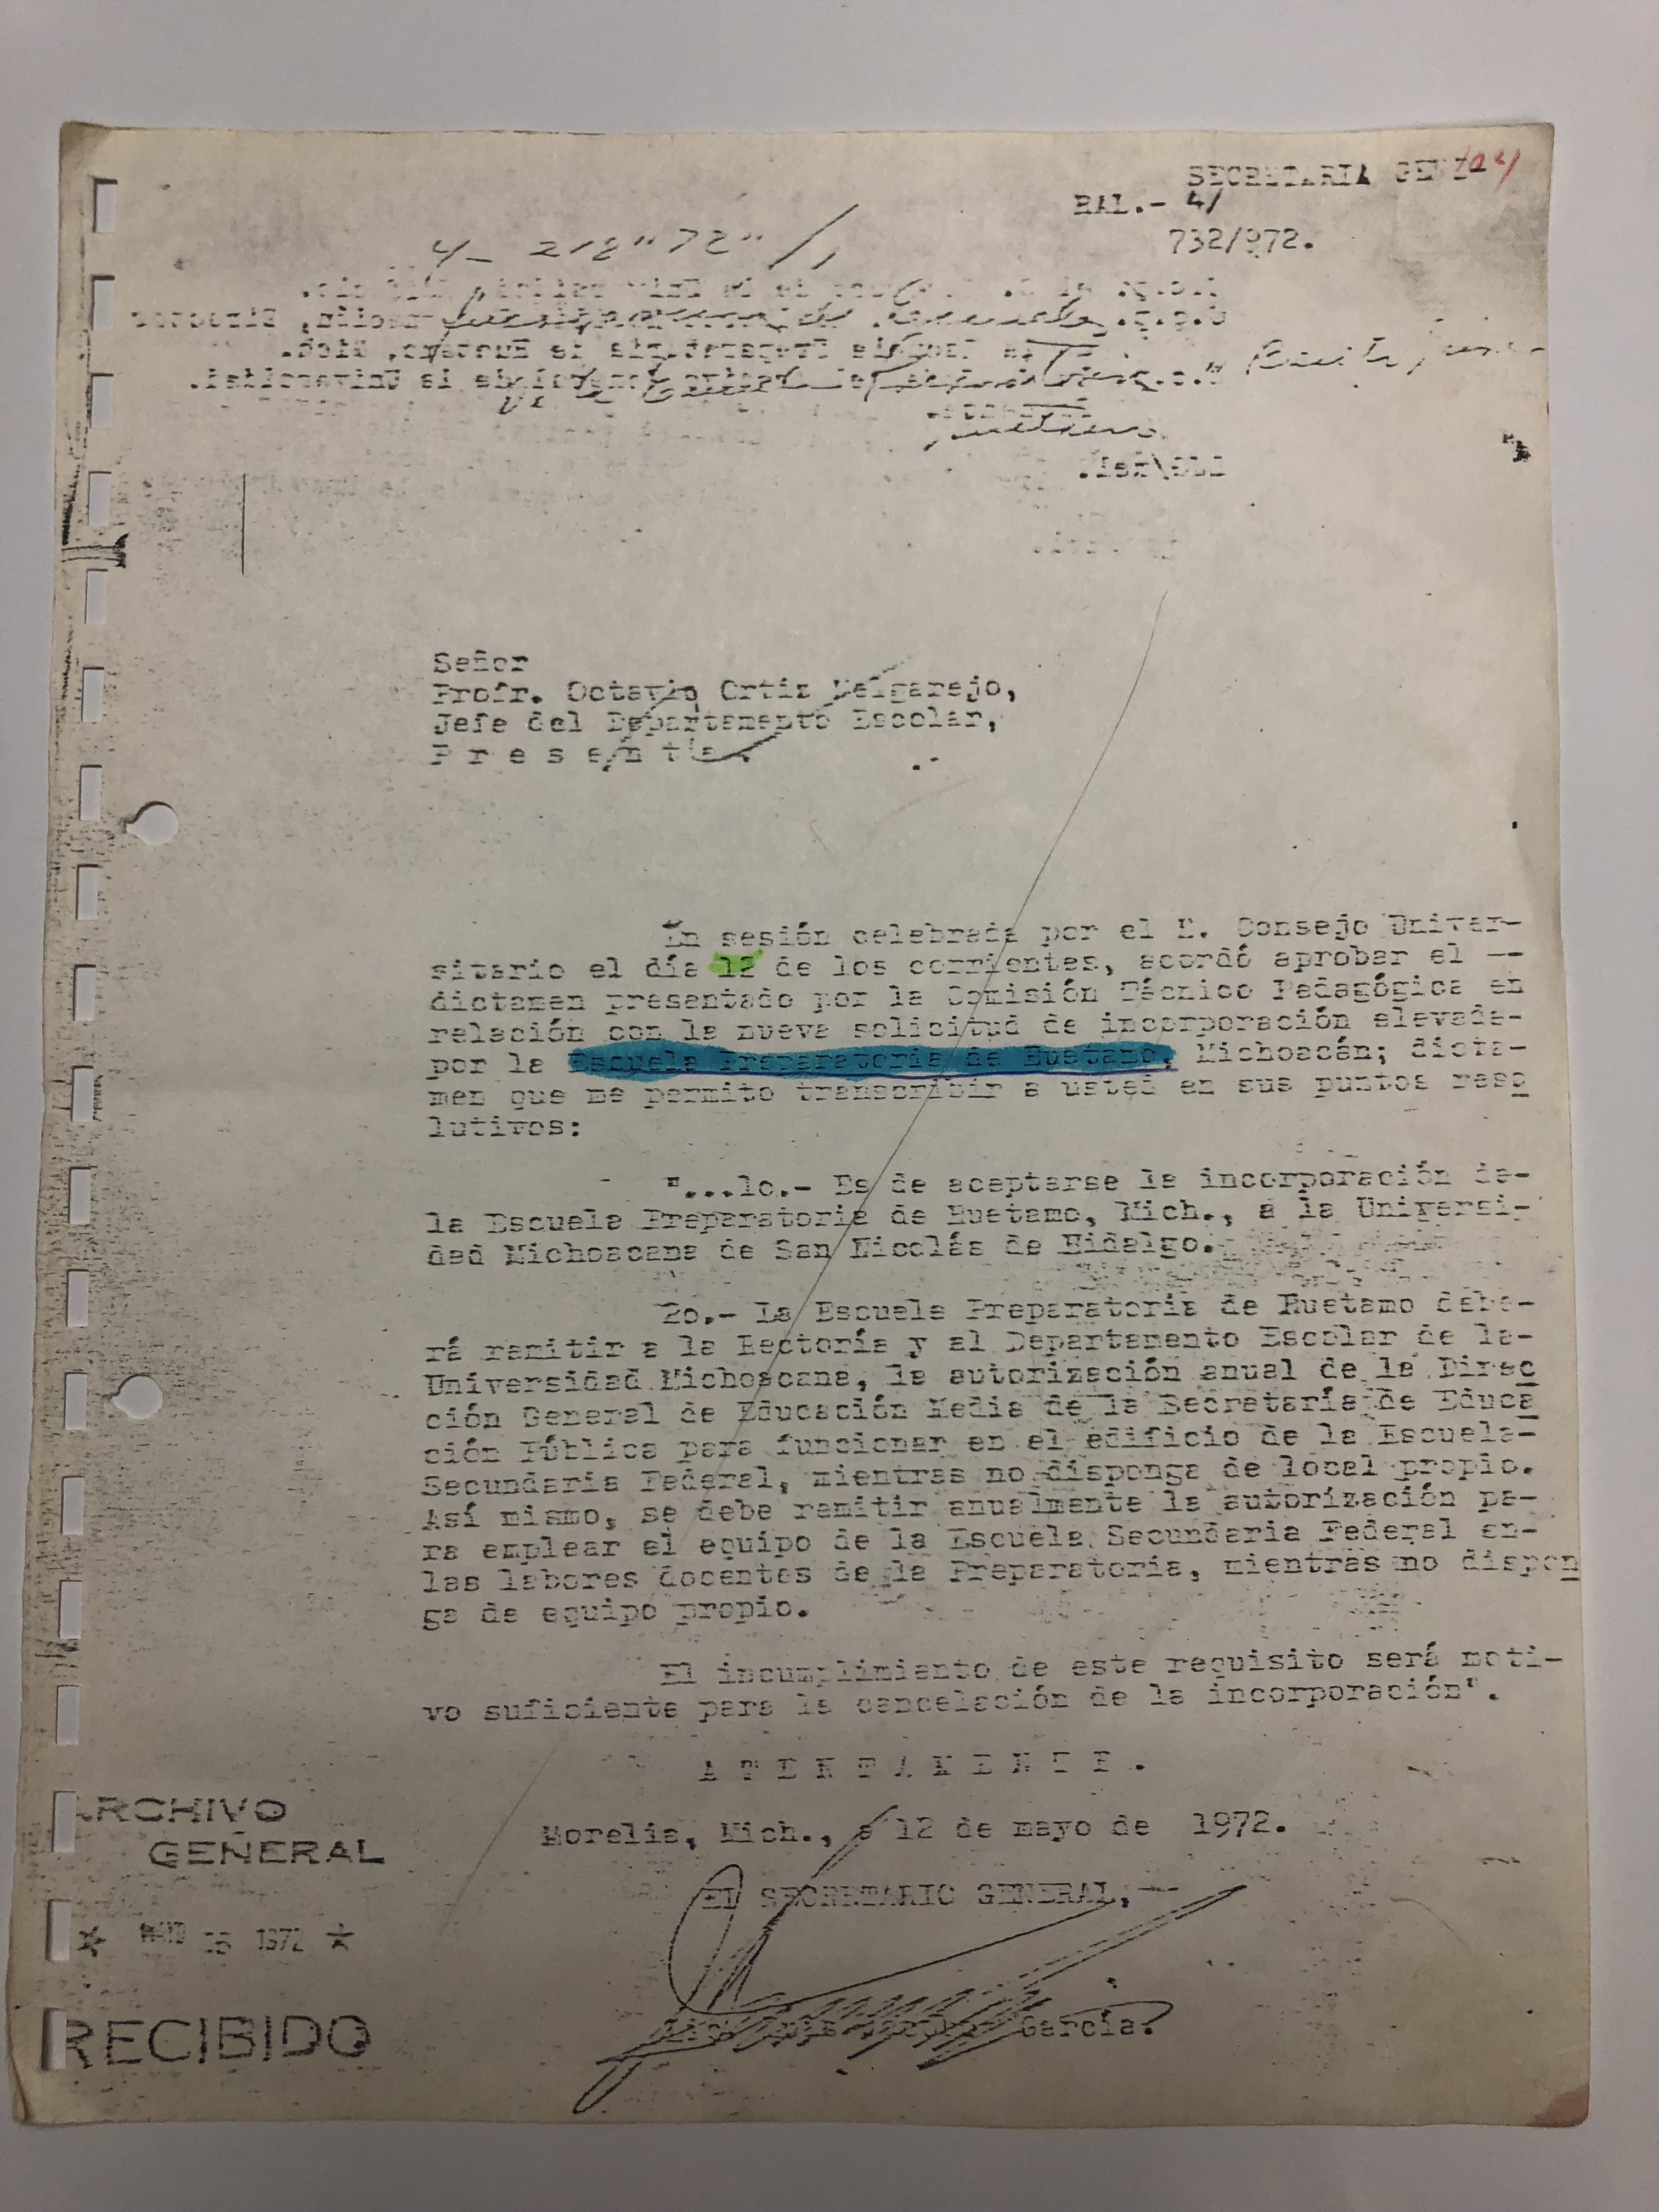 SECRETARIA GE
RAL.- 4/
732/972.
4- 218 "72" /1
Señor
Profr. Octavio Ortiz Melgarejo,
Jefe del Departamento Escolar,
P r e s e n t e .
En sesión celebrada por el H. Consejo Univer-
sitario el día 12 de los corrientes, acordó aprobar el --
dictamen presentado por la Comisión Técnico Pedagógica en
relación con la nueva solicitud de incorporación elevada-
por la Escuela Preparatoria de Huetamo, Michoacán; dicta-
men que me permito transcribir a usted en sus puntos reso
lutivos:
"...1o.- Es de aceptarse la incorporación de-
la Escuela Preparatoria de Huetamo, Mich., a la Universi-
dad Michoacana de San Nicolás de Hidalgo.
2o.- La Escuela Preparatoria de Huetamo debe-
rá remitir a la Rectoría y al Departamento Escolar de la-
Universidad Michoacana, la autorización anual de la Direc
ción General de Educación Media de la Secretaría de Educa
ción Pública para funcionar en el edificio de la Escuela-
Secundaria Federal, mientras no disponga de local propio.
Así mismo, se debe remitir anualmente la autorización pa-
ra emplear el equipo de la Escuela Secundaria Federal en-
las labores docentes de la Preparatoria, mientras no dispon
ga de equipo propio.
El incumplimiento de este requisito será moti-
vo suficiente para la cancelación de la incorporación".
A T E N T A M E N T E .
Morelia, Mich., a 12 de mayo de 1972.
EL SECRETARIO GENERAL,
García.
ARCHIVO
GENERAL
* 1972 *
RECIBIDO